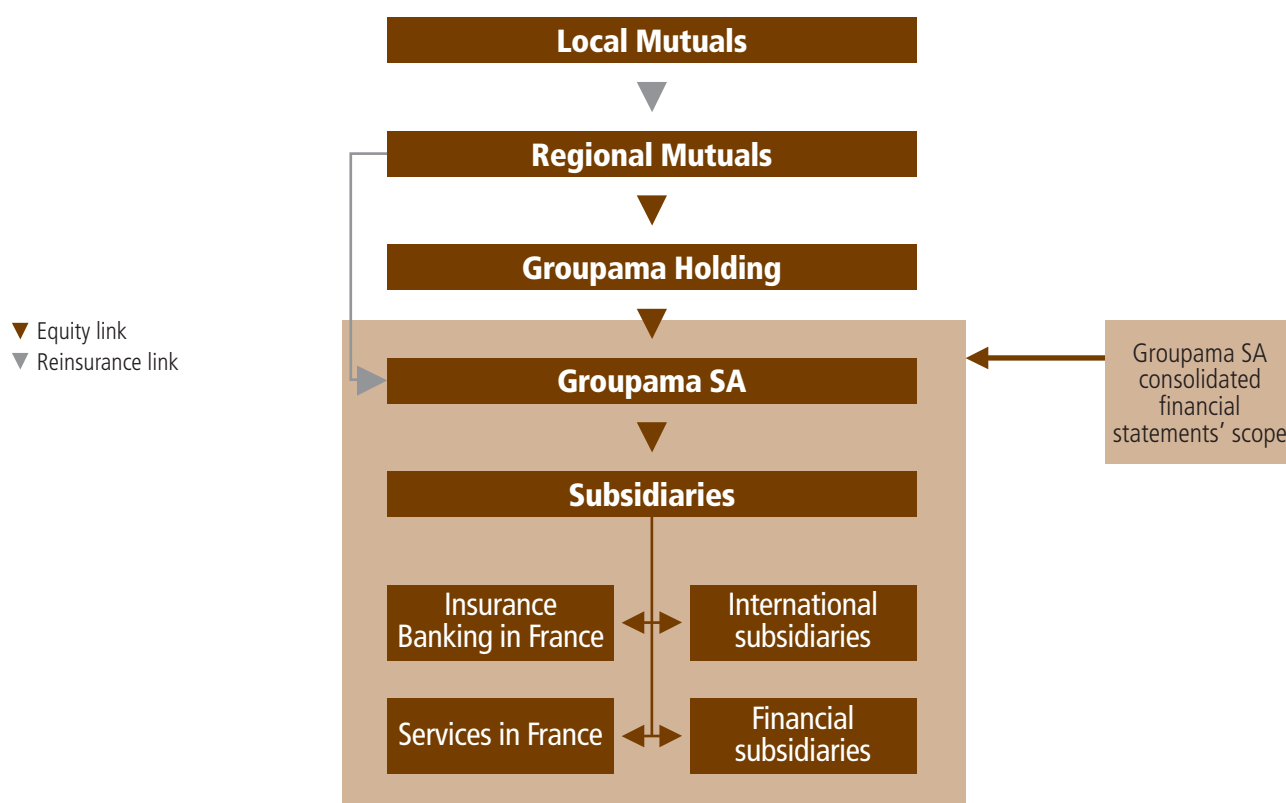 Local Mutuals
Regional Mutuals
Groupama Holding
Equity link
Reinsurance link
Groupama SA
Groupama SA
consolidated
financial
statements’ scope
Subsidiaries
Insurance
Banking in France
International
subsidiaries
Services in France
Financial
subsidiaries